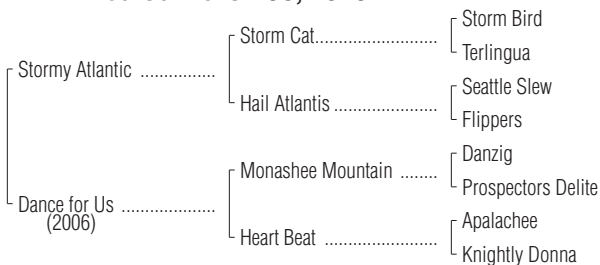 Storm Bird
Storm Cat
Terlingua
Stormy Atlantic
Seattle Slew
Hail Atlantis
Flippers
Danzig
Monashee Mountain
Prospectors Delite
Dance for Us
(2006)
Apalachee
Heart Beat
Knightly Donna